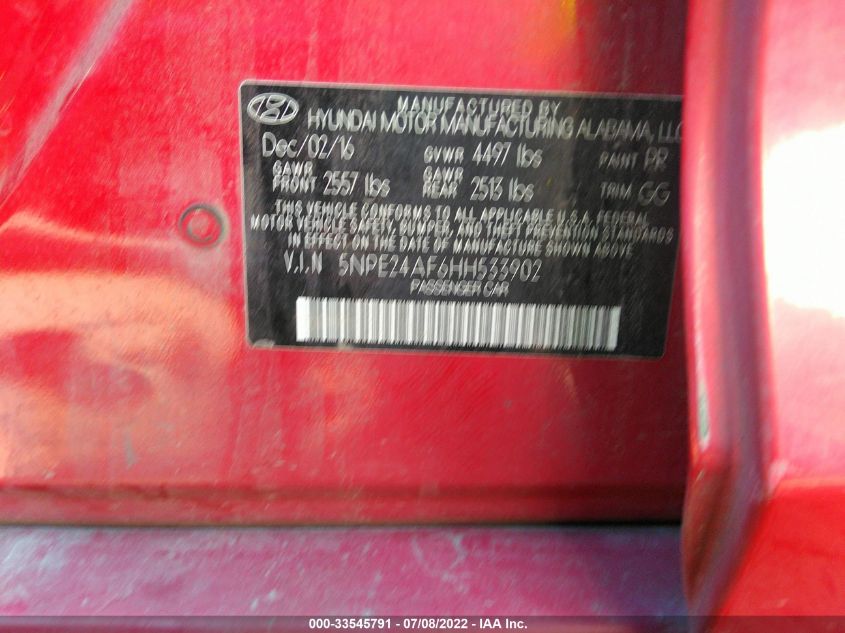 MANUFACTURED BY
HYUNDAI MOTOR MANUFACTURING ALABAMA, LLC
Dec/02/16 GVWR 4497 lbs PAINT PR
GAWR FRONT 2557 lbs GAWR REAR 2513 lbs TRIM GG
THIS VEHICLE CONFORMS TO ALL APPLICABLE U.S.A. FEDERAL
MOTOR VEHICLE SAFETY, BUMPER, AND THEFT PREVENTION STANDARDS
IN EFFECT ON THE DATE OF MANUFACTURE SHOWN ABOVE
V.I.N 5NPE24AF6HH533902
PASSENGER CAR
000-33545791 - 07/08/2022 - IAA Inc.